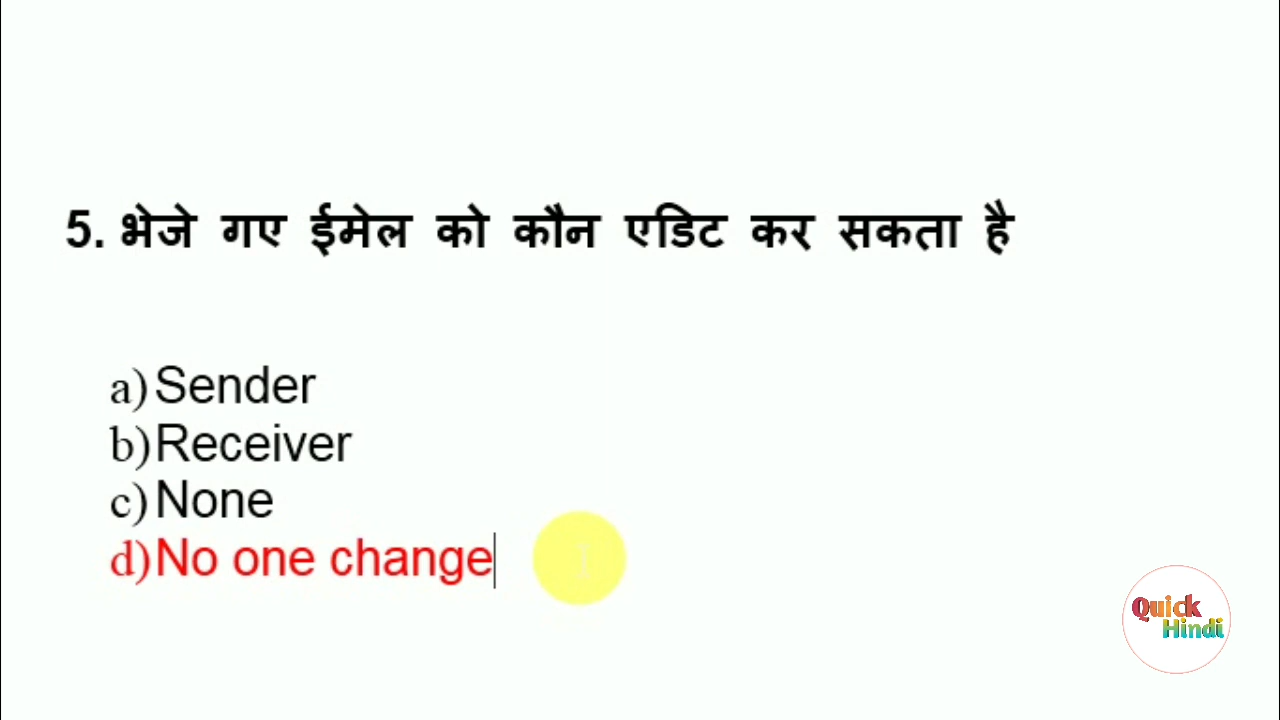 5. भेजे गए ईमेल को कौन एडिट कर सकता है
a) Sender
b) Receiver
c) None
d) No one change
Quick
Hindi